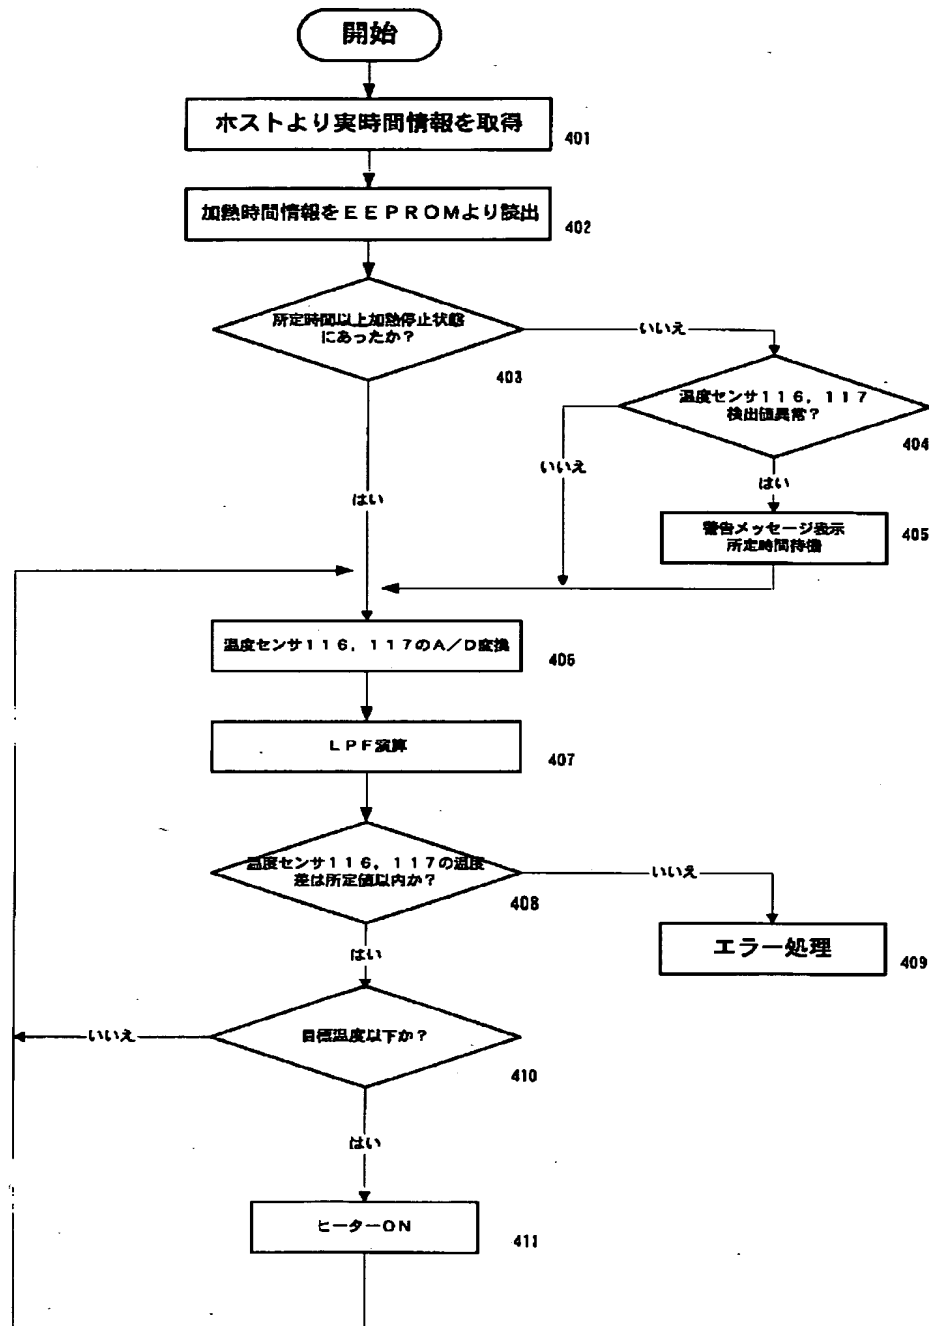 開始
ホストより実時間情報を取得
401
加熱時間情報をEEPROMより読出
402
所定時間以上加熱停止状態
にあったか？
403
いいえ
温度センサ116，117
検出値異常？
404
いいえ
はい
はい
警告メッセージ表示
所定時間待機
405
温度センサ116，117のA／D変換
406
LPF演算
407
温度センサ116，117の温度
差は所定値以内か？
408
いいえ
はい
エラー処理
409
目標温度以下か？
410
いいえ
はい
ヒーターON
411